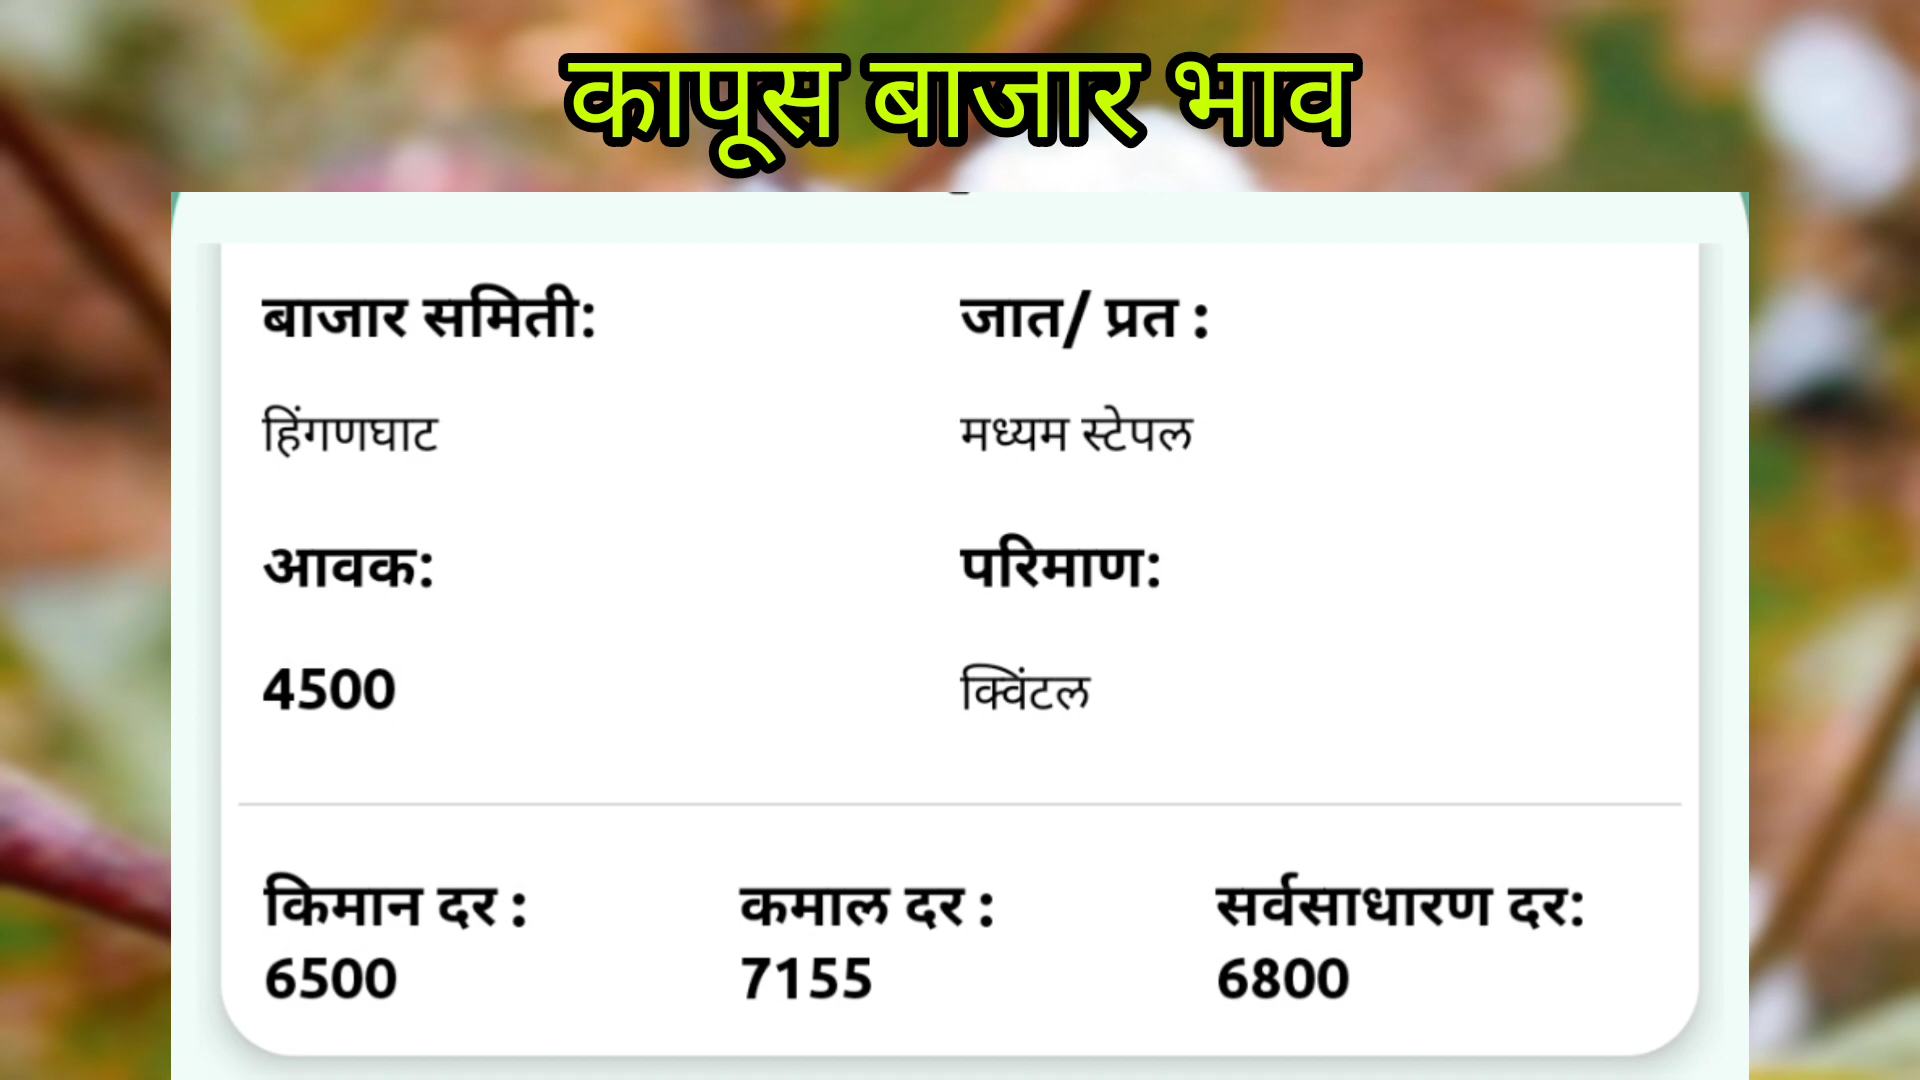 कापूस बाजार भाव
बाजार समिती: जात/ प्रत :
हिंगणघाट मध्यम स्टेपल
आवक: परिमाण:
4500 क्विंटल
किमान दर : कमाल दर : सर्वसाधारण दर:
6500 7155 6800